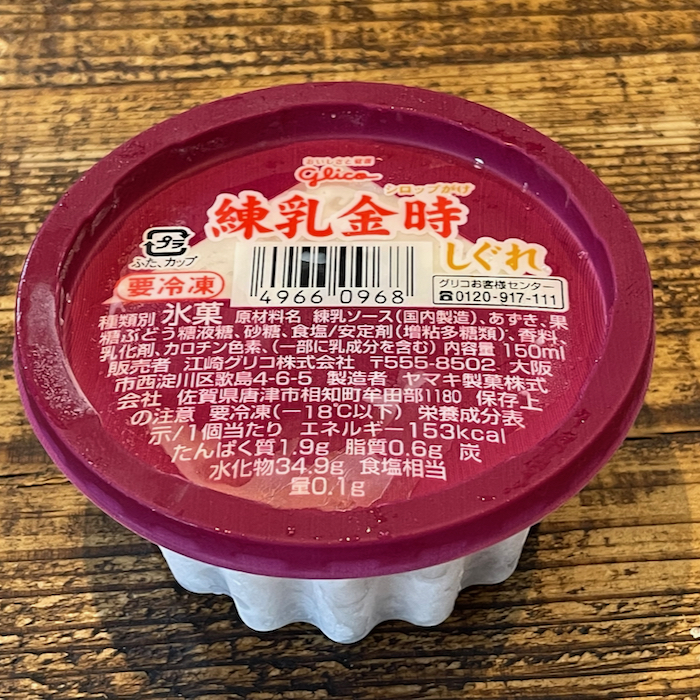 おいしさと健康
glico
シロップがけ
練乳金時
しぐれ
プラ
ふた、カップ
4966 0968
グリコお客様センター
☎0120-917-111
要冷凍
種類別 氷菓 原材料名 練乳ソース(国内製造)、あずき、果
糖ぶどう糖液糖、砂糖、食塩/安定剤(増粘多糖類)、香料、
乳化剤、カロチン色素、(一部に乳成分を含む) 内容量 150ml
販売者 江崎グリコ株式会社 〒555-8502 大阪
市西淀川区歌島4-6-5 製造者 ヤマキ製菓株式
会社 佐賀県唐津市相知町牟田部1180 保存上
の注意 要冷凍(−18℃以下) 栄養成分表
示/1個当たり エネルギー153kcal
たんぱく質1.9g 脂質0.6g 炭
水化物34.9g 食塩相当
量0.1g